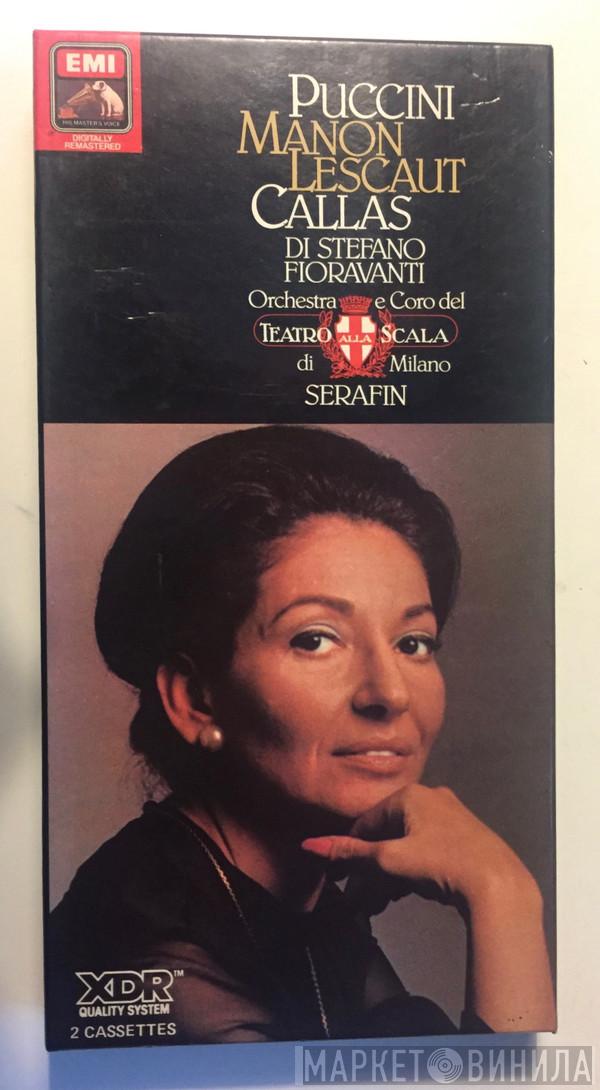 EMI
HIS MASTER'S VOICE
DIGITALLY
REMASTERED
PUCCINI
MANON
LESCAUT
CALLAS
DI STEFANO
FIORAVANTI
Orchestra e Coro del
TEATRO ALLA SCALA
di Milano
SERAFIN
XDR™
QUALITY SYSTEM
2 CASSETTES
МАРКЕТ ВИНИЛА